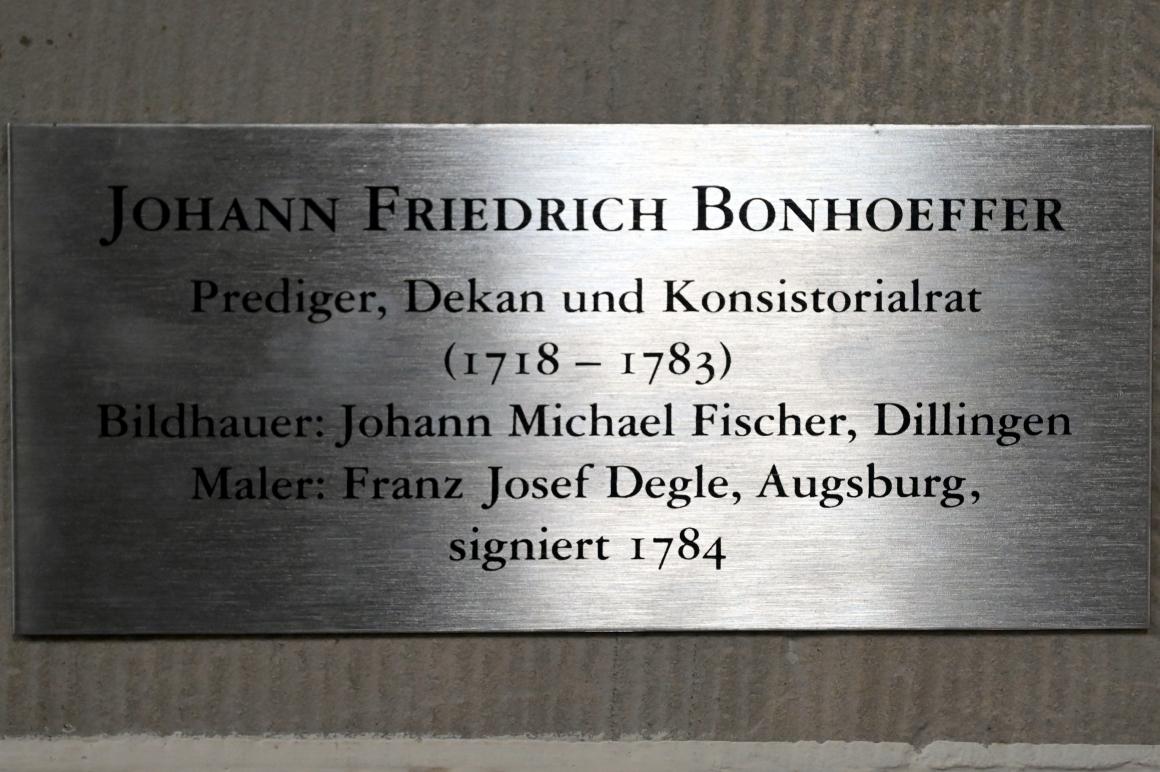 Johann Friedrich Bonhoeffer
Prediger, Dekan und Konsistorialrat
(1718 – 1783)
Bildhauer: Johann Michael Fischer, Dillingen
Maler: Franz Josef Degle, Augsburg,
signiert 1784